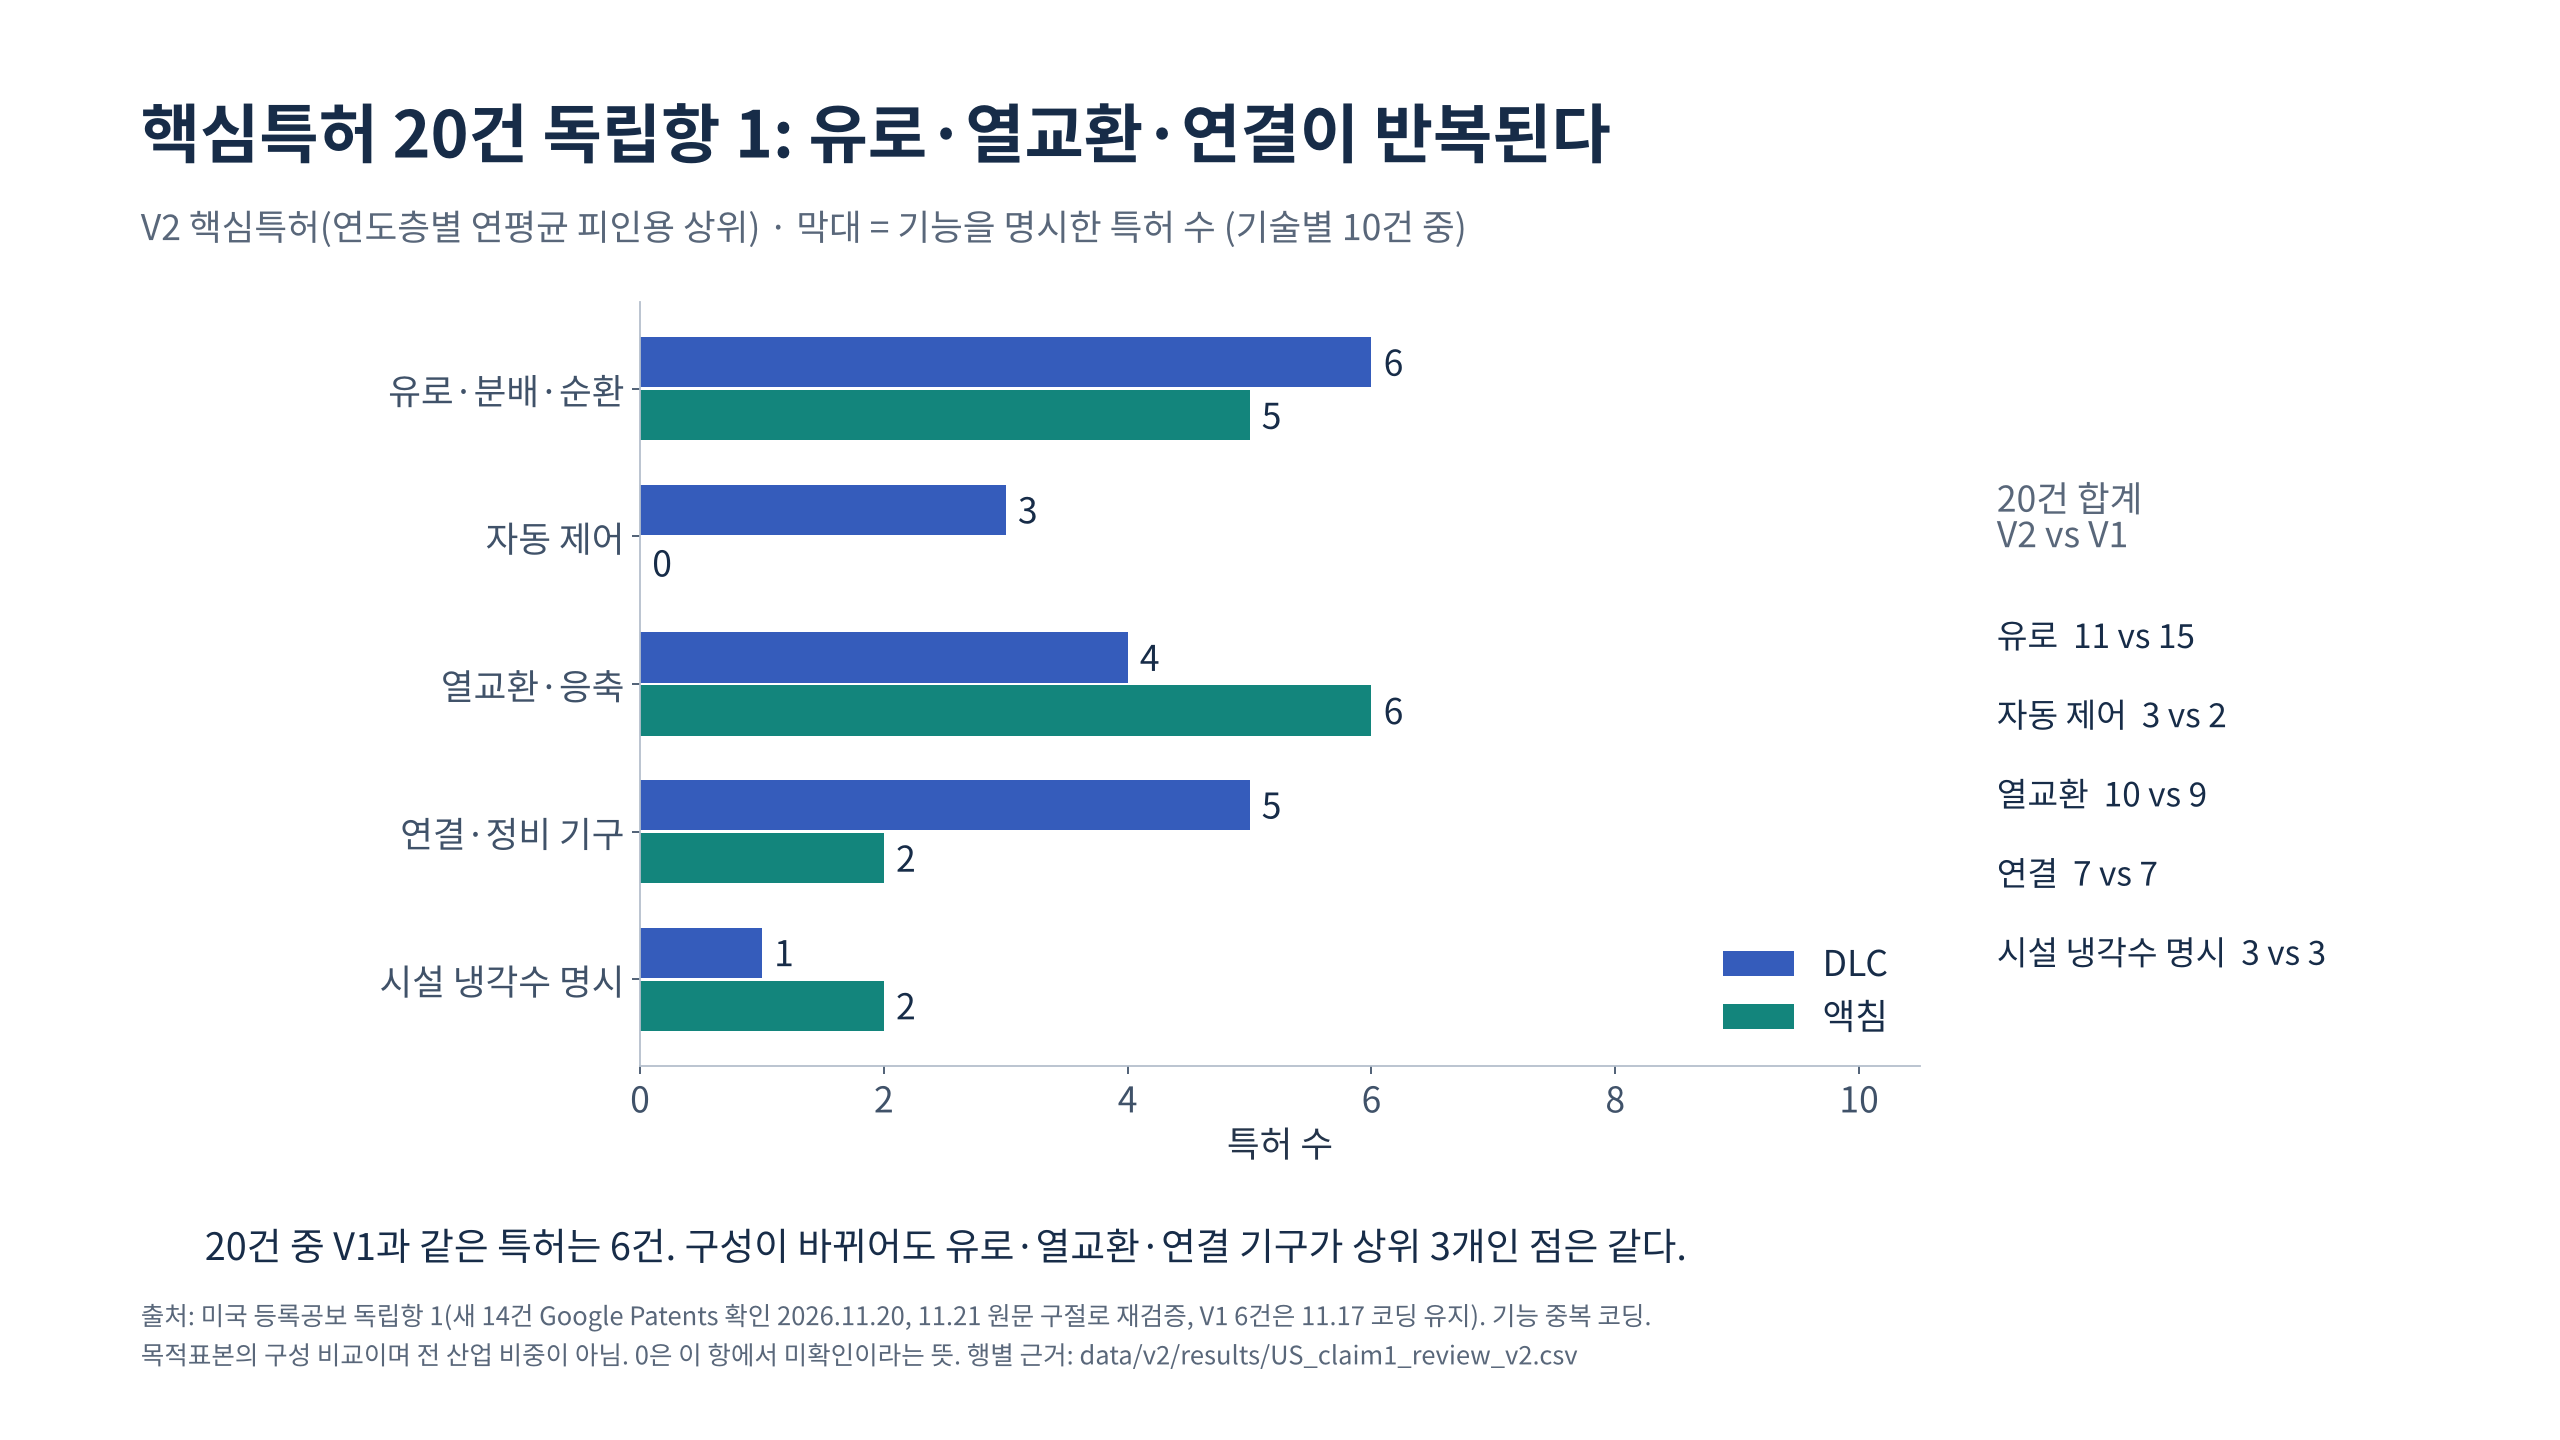 핵심특허 20건 독립항 1: 유로·열교환·연결이 반복된다
V2 핵심특허(연도층별 연평균 피인용 상위) · 막대 = 기능을 명시한 특허 수 (기술별 10건 중)
유로·분배·순환
6
5
자동 제어
3
0
열교환·응축
4
6
연결·정비 기구
5
2
시설 냉각수 명시
1
2
DLC
액침
0 2 4 6 8 10
특허 수
20건 합계
V2 vs V1
유로 11 vs 15
자동 제어 3 vs 2
열교환 10 vs 9
연결 7 vs 7
시설 냉각수 명시 3 vs 3
20건 중 V1과 같은 특허는 6건. 구성이 바뀌어도 유로·열교환·연결 기구가 상위 3개인 점은 같다.
출처: 미국 등록공보 독립항 1(새 14건 Google Patents 확인 2026.11.20, 11.21 원문 구절로 재검증, V1 6건은 11.17 코딩 유지). 기능 중복 코딩.
목적표본의 구성 비교이며 전 산업 비중이 아님. 0은 이 항에서 미확인이라는 뜻. 행별 근거: data/v2/results/US_claim1_review_v2.csv